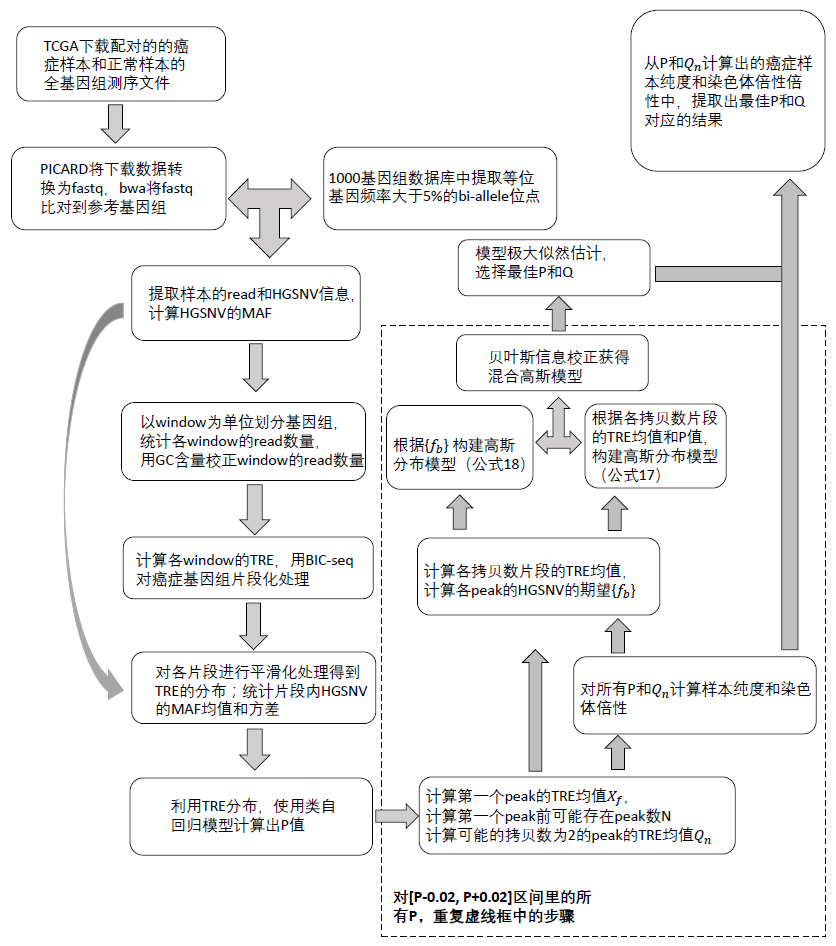 TCGA下载配对的的癌
症样本和正常样本的
全基因组测序文件
PICARD将下载数据转
换为fastq，bwa将fastq
比对到参考基因组
1000基因组数据库中提取等位
基因频率大于5%的bi-allele位点
提取样本的read和HGSNV信息，
计算HGSNV的MAF
以window为单位划分基因组，
统计各window的read数量，
用GC含量校正window的read数量
计算各window的TRE，用BIC-seq
对癌症基因组片段化处理
对各片段进行平滑化处理得到
TRE的分布；统计片段内HGSNV
的MAF均值和方差
利用TRE分布，使用类自
回归模型计算出P值
计算第一个peak的TRE均值X_f，
计算第一个peak前可能存在peak数N
计算可能的拷贝数为2的peak的TRE均值Q_n
对所有P和Q_n计算样本纯度和染色
体倍性
计算各拷贝数片段的TRE均值，
计算各peak的HGSNV的期望{f_b}
根据{f_b} 构建高斯
分布模型（公式18）
根据各拷贝数片段
的TRE均值和P值，
构建高斯分布模型
（公式17）
贝叶斯信息校正获得
混合高斯模型
模型极大似然估计，
选择最佳P和Q
从P和Q_n计算出的癌症样
本纯度和染色体倍性倍
性中，提取出最佳P和Q
对应的结果
对[P-0.02, P+0.02]区间里的所
有P，重复虚线框中的步骤